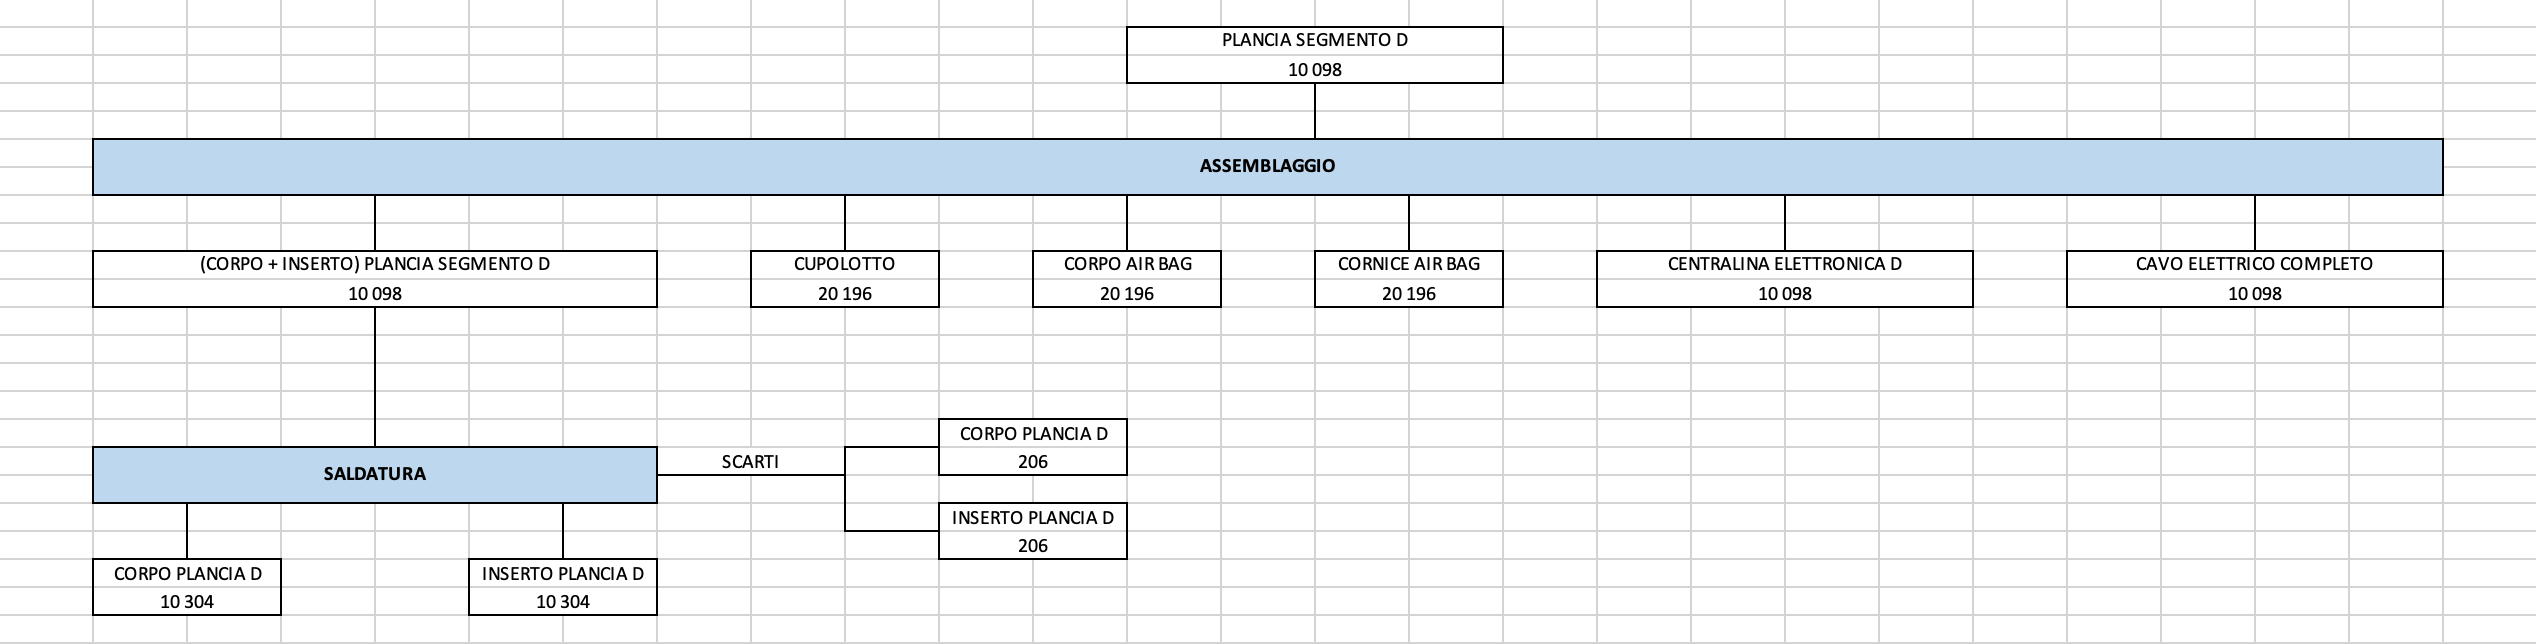 PLANCIA SEGMENTO D
10 098
ASSEMBLAGGIO
(CORPO + INSERTO) PLANCIA SEGMENTO D
10 098
CUPOLOTTO
20 196
CORPO AIR BAG
20 196
CORNICE AIR BAG
20 196
CENTRALINA ELETTRONICA D
10 098
CAVO ELETTRICO COMPLETO
10 098
SALDATURA
SCARTI
CORPO PLANCIA D
206
INSERTO PLANCIA D
206
CORPO PLANCIA D
10 304
INSERTO PLANCIA D
10 304